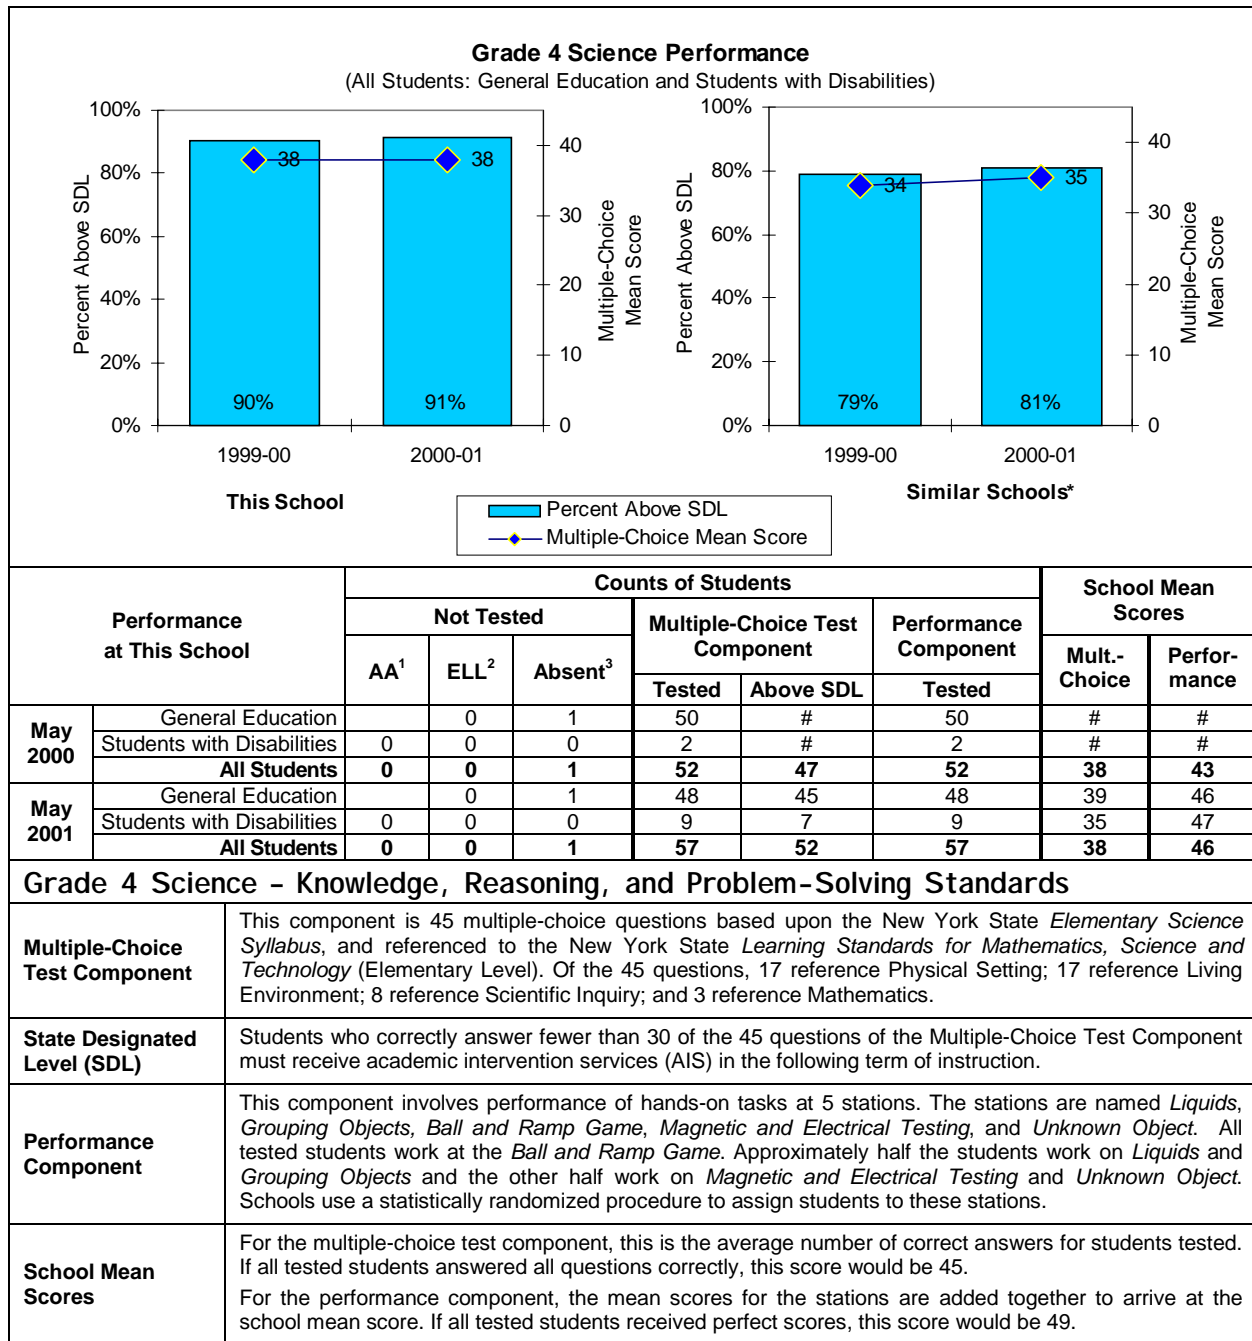 Grade 4 Science Performance
(All Students: General Education and Students with Disabilities)
100%
80%
60%
40%
20%
0%
Percent Above SDL
38
38
90%
91%
1999-00
2000-01
40
30
20
10
0
Multiple-Choice
Mean Score
This School
100%
80%
60%
40%
20%
0%
Percent Above SDL
34
35
79%
81%
1999-00
2000-01
40
30
20
10
0
Multiple-Choice
Mean Score
Similar Schools*
Percent Above SDL
Multiple-Choice Mean Score
Performance
at This School
Counts of Students
School Mean
Scores
Not Tested
Multiple-Choice Test
Component
Performance
Component
AA1 ELL2 Absent3
Mult.-
Choice
Perfor-
mance
Tested Above SDL Tested
May
2000
General Education 0 1 50 # 50 # #
Students with Disabilities 0 0 0 2 # 2 # #
All Students 0 0 1 52 47 52 38 43
May
2001
General Education 0 1 48 45 48 39 46
Students with Disabilities 0 0 0 9 7 9 35 47
All Students 0 0 1 57 52 57 38 46
Grade 4 Science – Knowledge, Reasoning, and Problem-Solving Standards
Multiple-Choice
Test Component
This component is 45 multiple-choice questions based upon the New York State Elementary Science
Syllabus, and referenced to the New York State Learning Standards for Mathematics, Science and
Technology (Elementary Level). Of the 45 questions, 17 reference Physical Setting; 17 reference Living
Environment; 8 reference Scientific Inquiry; and 3 reference Mathematics.
State Designated
Level (SDL)
Students who correctly answer fewer than 30 of the 45 questions of the Multiple-Choice Test Component
must receive academic intervention services (AIS) in the following term of instruction.
Performance
Component
This component involves performance of hands-on tasks at 5 stations. The stations are named Liquids,
Grouping Objects, Ball and Ramp Game, Magnetic and Electrical Testing, and Unknown Object. All
tested students work at the Ball and Ramp Game. Approximately half the students work on Liquids and
Grouping Objects and the other half work on Magnetic and Electrical Testing and Unknown Object.
Schools use a statistically randomized procedure to assign students to these stations.
School Mean
Scores
For the multiple-choice test component, this is the average number of correct answers for students tested.
If all tested students answered all questions correctly, this score would be 45.
For the performance component, the mean scores for the stations are added together to arrive at the
school mean score. If all tested students received perfect scores, this score would be 49.